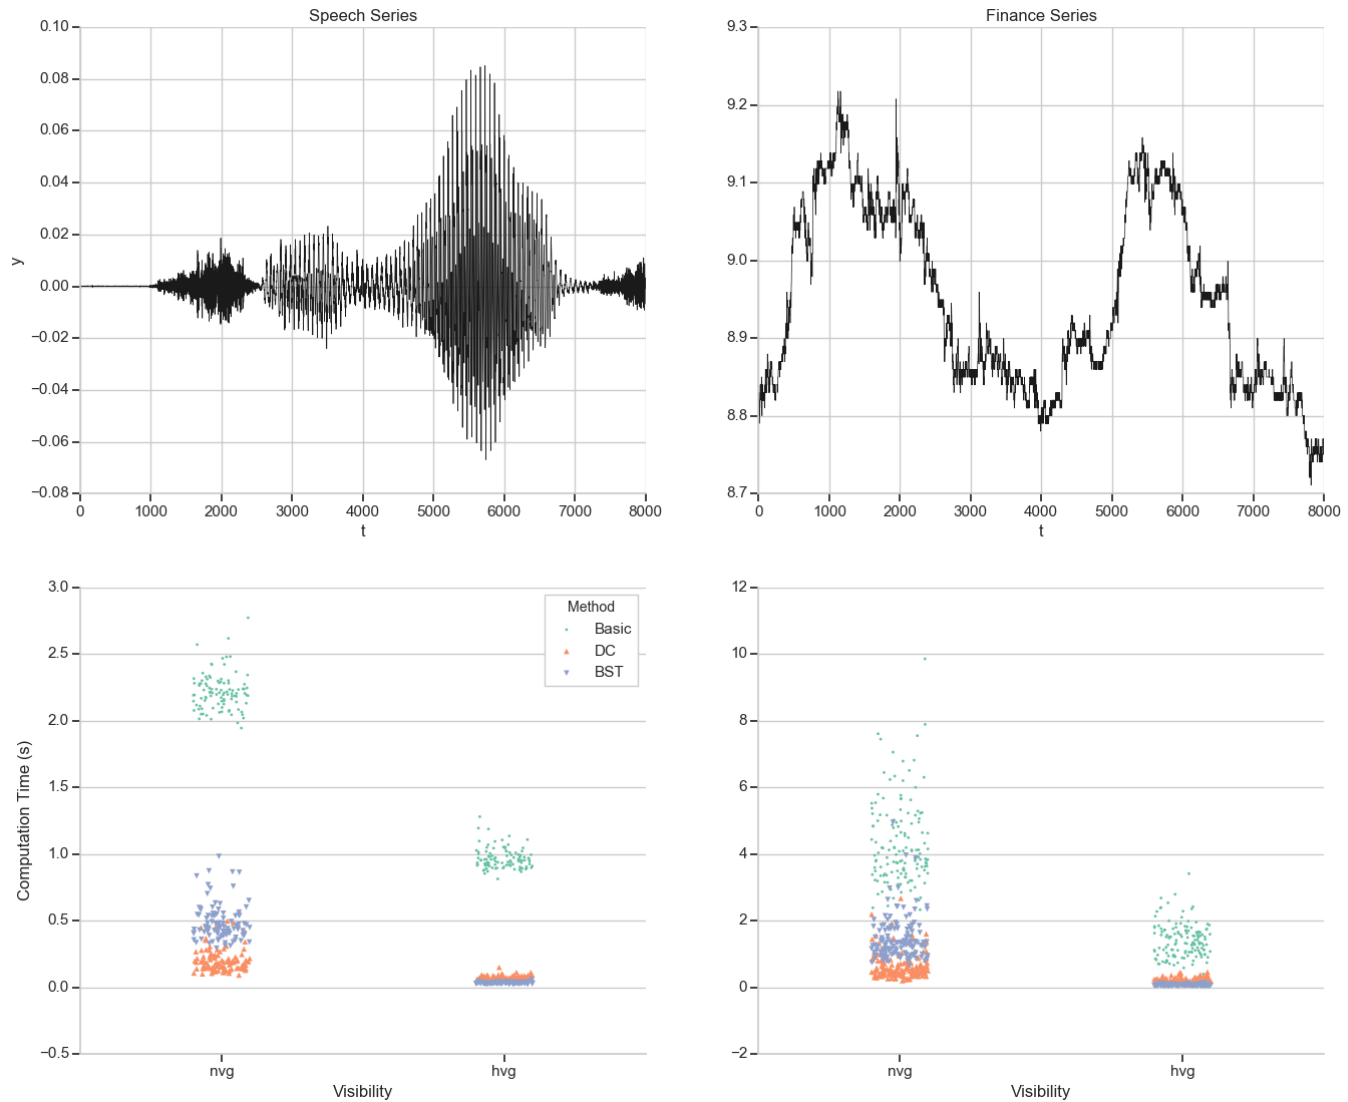 Speech Series
0.10
0.08
0.06
0.04
0.02
0.00
−0.02
−0.04
−0.06
−0.08
y
0 1000 2000 3000 4000 5000 6000 7000 8000
t
Finance Series
9.3
9.2
9.1
9.0
8.9
8.8
8.7
0 1000 2000 3000 4000 5000 6000 7000 8000
t
3.0
2.5
2.0
1.5
1.0
0.5
0.0
−0.5
Computation Time (s)
Method
Basic
DC
BST
nvg hvg
Visibility
12
10
8
6
4
2
0
−2
nvg hvg
Visibility